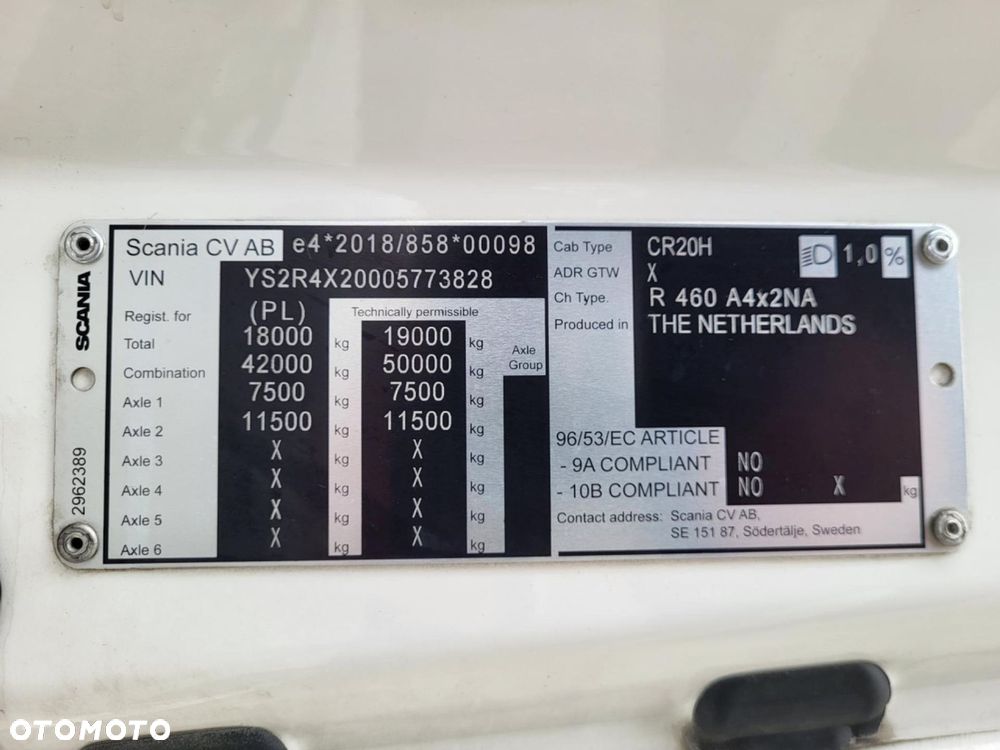 Scania CV AB e4*2018/858*00098
VIN YS2R4X20005773828
Regist. for (PL) Technically permissible
Total 18000 kg 19000 kg
Combination 42000 kg 50000 kg Axle Group
Axle 1 7500 kg 7500 kg
Axle 2 11500 kg 11500 kg
Axle 3 X kg X kg
Axle 4 X kg X kg
Axle 5 X kg X kg
Axle 6 X kg X kg
SCANIA
2962389
Cab Type CR20H 1,0 %
ADR GTW X
Ch Type. R 460 A4x2NA
Produced in THE NETHERLANDS
96/53/EC ARTICLE
- 9A COMPLIANT NO
- 10B COMPLIANT NO X kg
Contact address: Scania CV AB,
SE 151 87, Södertälje, Sweden
OTOMOTO